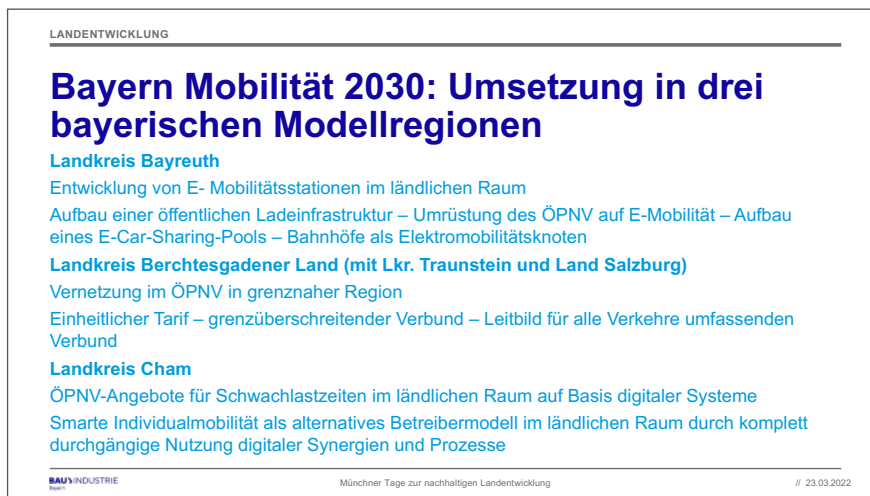 LANDENTWICKLUNG
Bayern Mobilität 2030: Umsetzung in drei
bayerischen Modellregionen
Landkreis Bayreuth
Entwicklung von E- Mobilitätsstationen im ländlichen Raum
Aufbau einer öffentlichen Ladeinfrastruktur – Umrüstung des ÖPNV auf E-Mobilität – Aufbau
eines E-Car-Sharing-Pools – Bahnhöfe als Elektromobilitätsknoten
Landkreis Berchtesgadener Land (mit Lkr. Traunstein und Land Salzburg)
Vernetzung im ÖPNV in grenznaher Region
Einheitlicher Tarif – grenzüberschreitender Verbund – Leitbild für alle Verkehre umfassenden
Verbund
Landkreis Cham
ÖPNV-Angebote für Schwachlastzeiten im ländlichen Raum auf Basis digitaler Systeme
Smarte Individualmobilität als alternatives Betreibermodell im ländlichen Raum durch komplett
durchgängige Nutzung digitaler Synergien und Prozesse
BAUINDUSTRIE
Bayern
Münchner Tage zur nachhaltigen Landentwicklung
// 23.03.2022